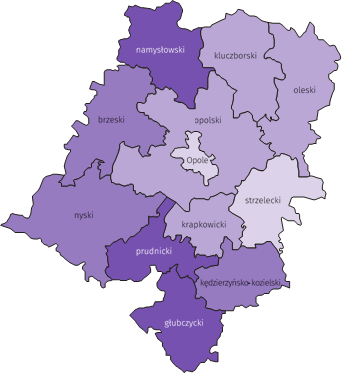 namysłowski
kluczborski
oleski
brzeski
opolski
Opole
strzelecki
nyski
krapkowicki
prudnicki
kędzierzyńsko-kozielski
głubczycki